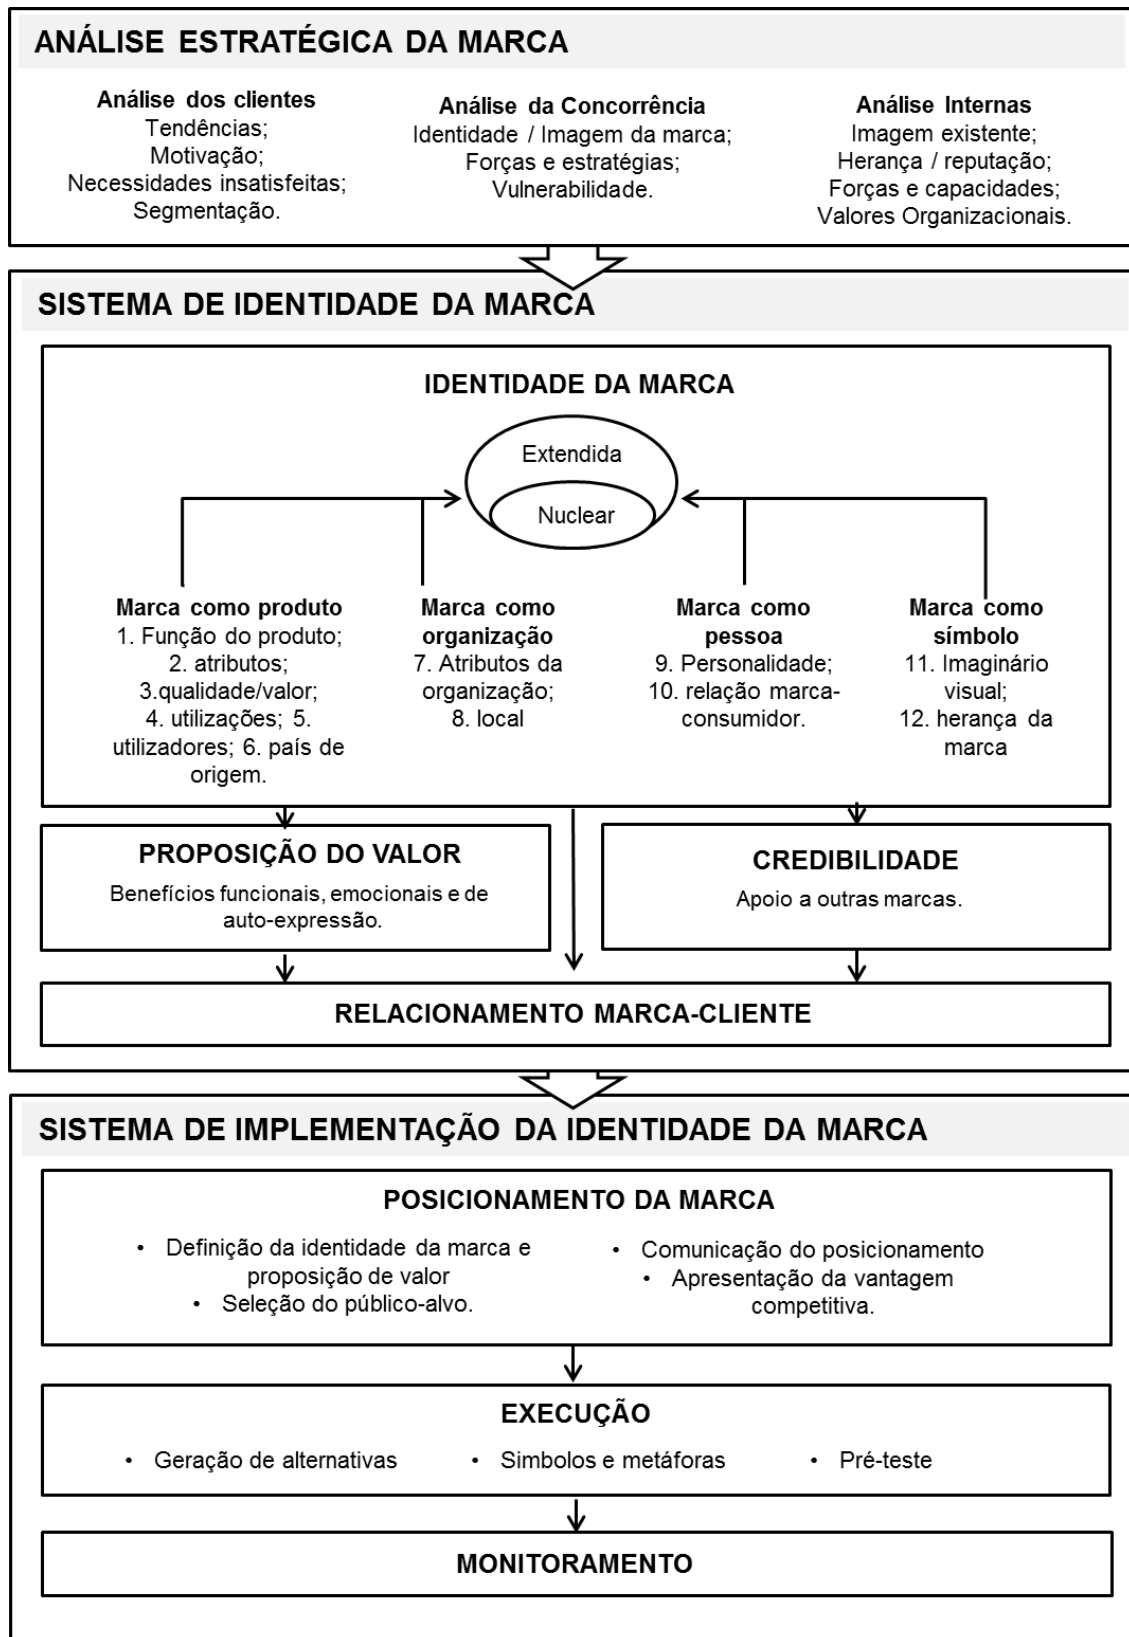 ANÁLISE ESTRATÉGICA DA MARCA
Análise dos clientes
Tendências;
Motivação;
Necessidades insatisfeitas;
Segmentação.
Análise da Concorrência
Identidade / Imagem da marca;
Forças e estratégias;
Vulnerabilidade.
Análise Internas
Imagem existente;
Herança / reputação;
Forças e capacidades;
Valores Organizacionais.
SISTEMA DE IDENTIDADE DA MARCA
IDENTIDADE DA MARCA
Extendida
Nuclear
Marca como produto
1. Função do produto;
2. atributos;
3.qualidade/valor;
4. utilizações; 5.
utilizadores; 6. país de
origem.
Marca como
organização
7. Atributos da
organização;
8. local
Marca como
pessoa
9. Personalidade;
10. relação marca-
consumidor.
Marca como
símbolo
11. Imaginário
visual;
12. herança da
marca
PROPOSIÇÃO DO VALOR
Benefícios funcionais, emocionais e de
auto-expressão.
CREDIBILIDADE
Apoio a outras marcas.
RELACIONAMENTO MARCA-CLIENTE
SISTEMA DE IMPLEMENTAÇÃO DA IDENTIDADE DA MARCA
POSICIONAMENTO DA MARCA
• Definição da identidade da marca e
proposição de valor
• Seleção do público-alvo.
• Comunicação do posicionamento
• Apresentação da vantagem
competitiva.
EXECUÇÃO
• Geração de alternativas
• Simbolos e metáforas
• Pré-teste
MONITORAMENTO